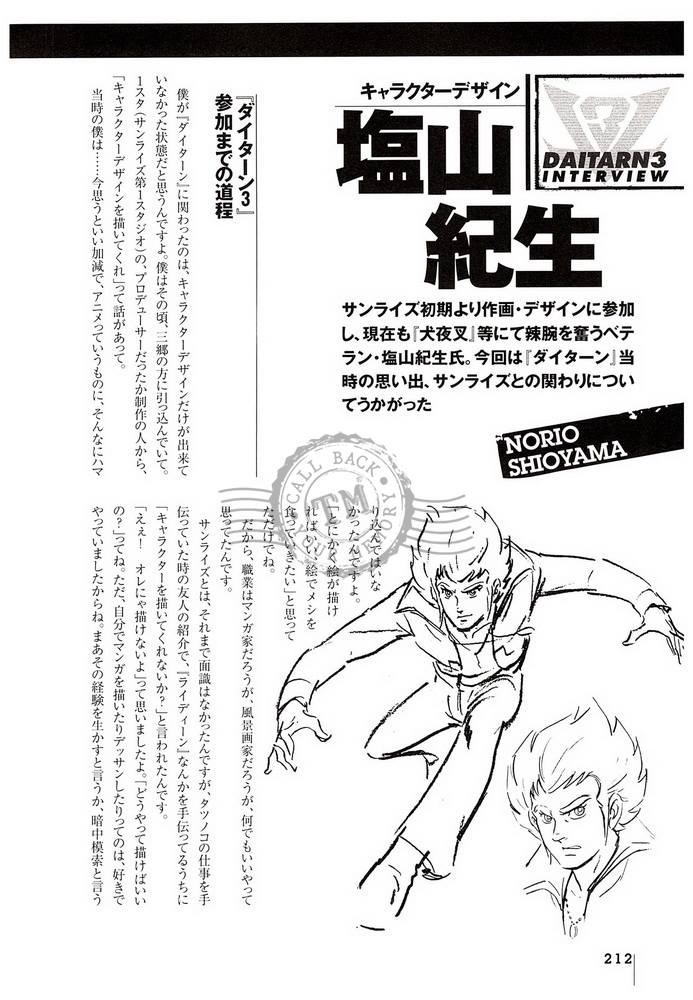 DAITARN3
INTERVIEW
キャラクターデザイン
塩山
紀生
サンライズ初期より作画・デザインに参加
し、現在も『犬夜叉』等にて辣腕を奮うベテ
ラン・塩山紀生氏。今回は『ダイターン』当
時の思い出、サンライズとの関わりについ
てうかがった
NORIO
SHIOYAMA
『ダイターン3』
参加までの道程
僕が『ダイターン』に関わったのは、キャラクターデザインだけが出来て
いなかった状態だと思うんですよ。僕はその頃、三郷の方に引っ込んでいて。
1スタ(サンライズ第1スタジオ)の、プロデューサーだったか制作の人から、
「キャラクターデザインを描いてくれ」って話があって。
当時の僕は……今思うといい加減で、アニメっていうものに、そんなにハマ
り込んではいな
かったんですよ。
「とにかく絵が描け
ればいい、絵でメシを
食っていきたい」と思って
ただけでね。
だから、職業はマンガ家だろうが、風景画家だろうが、何でもいいやって
思ってたんです。
サンライズとは、それまで面識はなかったんですが、タツノコの仕事を手
伝っていた時の友人の紹介で、『ライディーン』なんかを手伝ってるうちに
「キャラクターを描いてくれないか?」と言われたんです。
「えぇ! オレにゃ描けないよ」って思いましたよ。「どうやって描けばいい
の?」ってね。ただ、自分でマンガを描いたりデッサンしたりってのは、好きで
やっていましたからね。まあその経験を生かすと言うか、暗中模索と言う
CALL BACK
TM
212